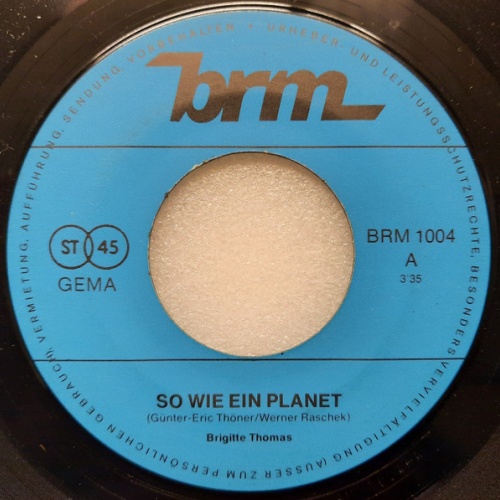 brm
URHEBER- UND LEISTUNGSSCHUTZRECHTE, BESONDERS VERVIELFÄLTIGUNG (AUSSER ZUM PERSÖNLICHEN GEBRAUCH), VERMIETUNG, AUFFÜHRUNG, SENDUNG, VORBEHALTEN •
ST 45
GEMA
BRM 1004
A
3'35
SO WIE EIN PLANET
(Günter-Eric Thöner/Werner Raschek)
Brigitte Thomas